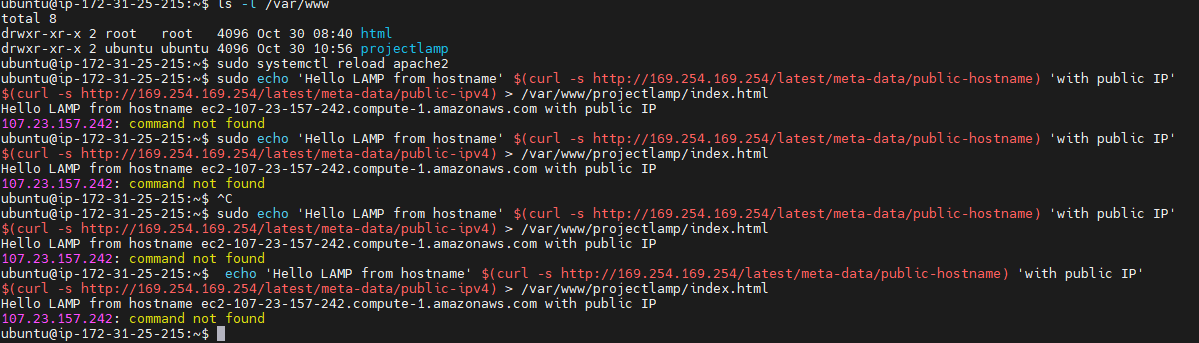 ubuntu@ip-172-31-25-215:~$ ls -l /var/www
total 8
drwxr-xr-x 2 root   root   4096 Oct 30 08:40 html
drwxr-xr-x 2 ubuntu ubuntu 4096 Oct 30 10:56 projectlamp
ubuntu@ip-172-31-25-215:~$ sudo systemctl reload apache2
ubuntu@ip-172-31-25-215:~$ sudo echo 'Hello LAMP from hostname' $(curl -s http://169.254.169.254/latest/meta-data/public-hostname) 'with public IP'
$(curl -s http://169.254.169.254/latest/meta-data/public-ipv4) > /var/www/projectlamp/index.html
Hello LAMP from hostname ec2-107-23-157-242.compute-1.amazonaws.com with public IP
107.23.157.242: command not found
ubuntu@ip-172-31-25-215:~$ sudo echo 'Hello LAMP from hostname' $(curl -s http://169.254.169.254/latest/meta-data/public-hostname) 'with public IP'
$(curl -s http://169.254.169.254/latest/meta-data/public-ipv4) > /var/www/projectlamp/index.html
Hello LAMP from hostname ec2-107-23-157-242.compute-1.amazonaws.com with public IP
107.23.157.242: command not found
ubuntu@ip-172-31-25-215:~$ ^C
ubuntu@ip-172-31-25-215:~$ sudo echo 'Hello LAMP from hostname' $(curl -s http://169.254.169.254/latest/meta-data/public-hostname) 'with public IP'
$(curl -s http://169.254.169.254/latest/meta-data/public-ipv4) > /var/www/projectlamp/index.html
Hello LAMP from hostname ec2-107-23-157-242.compute-1.amazonaws.com with public IP
107.23.157.242: command not found
ubuntu@ip-172-31-25-215:~$  echo 'Hello LAMP from hostname' $(curl -s http://169.254.169.254/latest/meta-data/public-hostname) 'with public IP'
$(curl -s http://169.254.169.254/latest/meta-data/public-ipv4) > /var/www/projectlamp/index.html
Hello LAMP from hostname ec2-107-23-157-242.compute-1.amazonaws.com with public IP
107.23.157.242: command not found
ubuntu@ip-172-31-25-215:~$